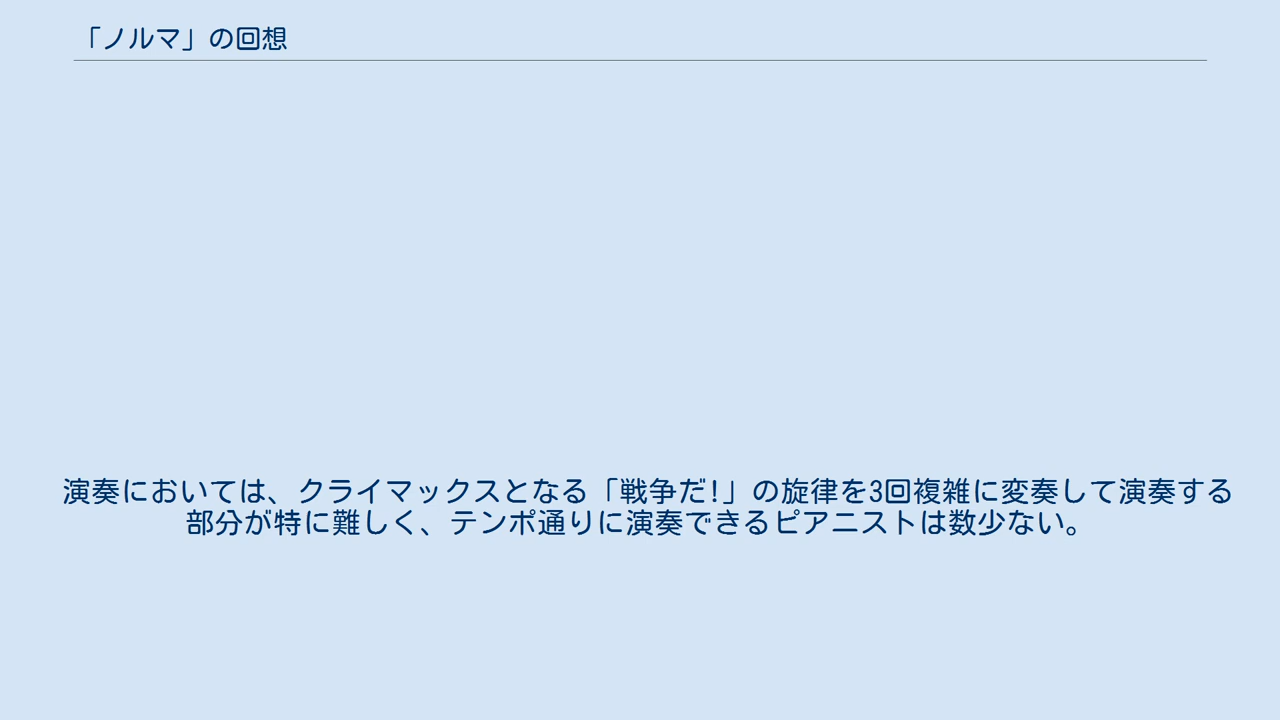 「ノルマ」の回想
演奏においては、クライマックスとなる「戦争だ!」の旋律を3回複雑に変奏して演奏する
部分が特に難しく、テンポ通りに演奏できるピアニストは数少ない。